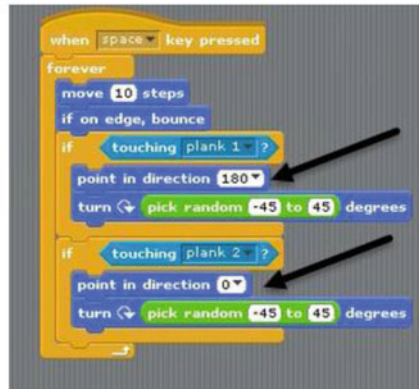 when space key pressed
forever
move 10 steps
if on edge, bounce
if touching plank 1 ?
point in direction 180
turn pick random -45 to 45 degrees
if touching plank 2 ?
point in direction 0
turn pick random -45 to 45 degrees